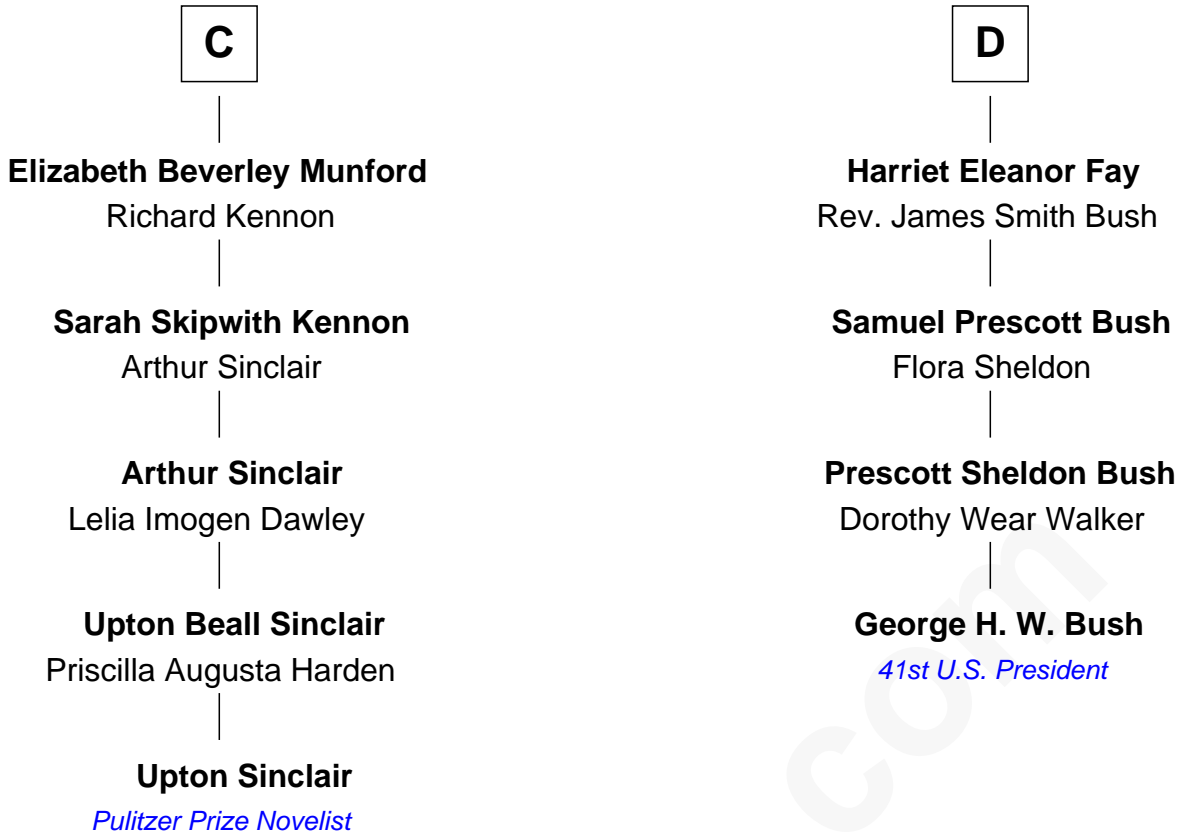 C
Elizabeth Beverley Munford
Richard Kennon
Sarah Skipwith Kennon
Arthur Sinclair
Arthur Sinclair
Lelia Imogen Dawley
Upton Beall Sinclair
Priscilla Augusta Harden
Upton Sinclair
Pulitzer Prize Novelist
D
Harriet Eleanor Fay
Rev. James Smith Bush
Samuel Prescott Bush
Flora Sheldon
Prescott Sheldon Bush
Dorothy Wear Walker
George H. W. Bush
41st U.S. President
com